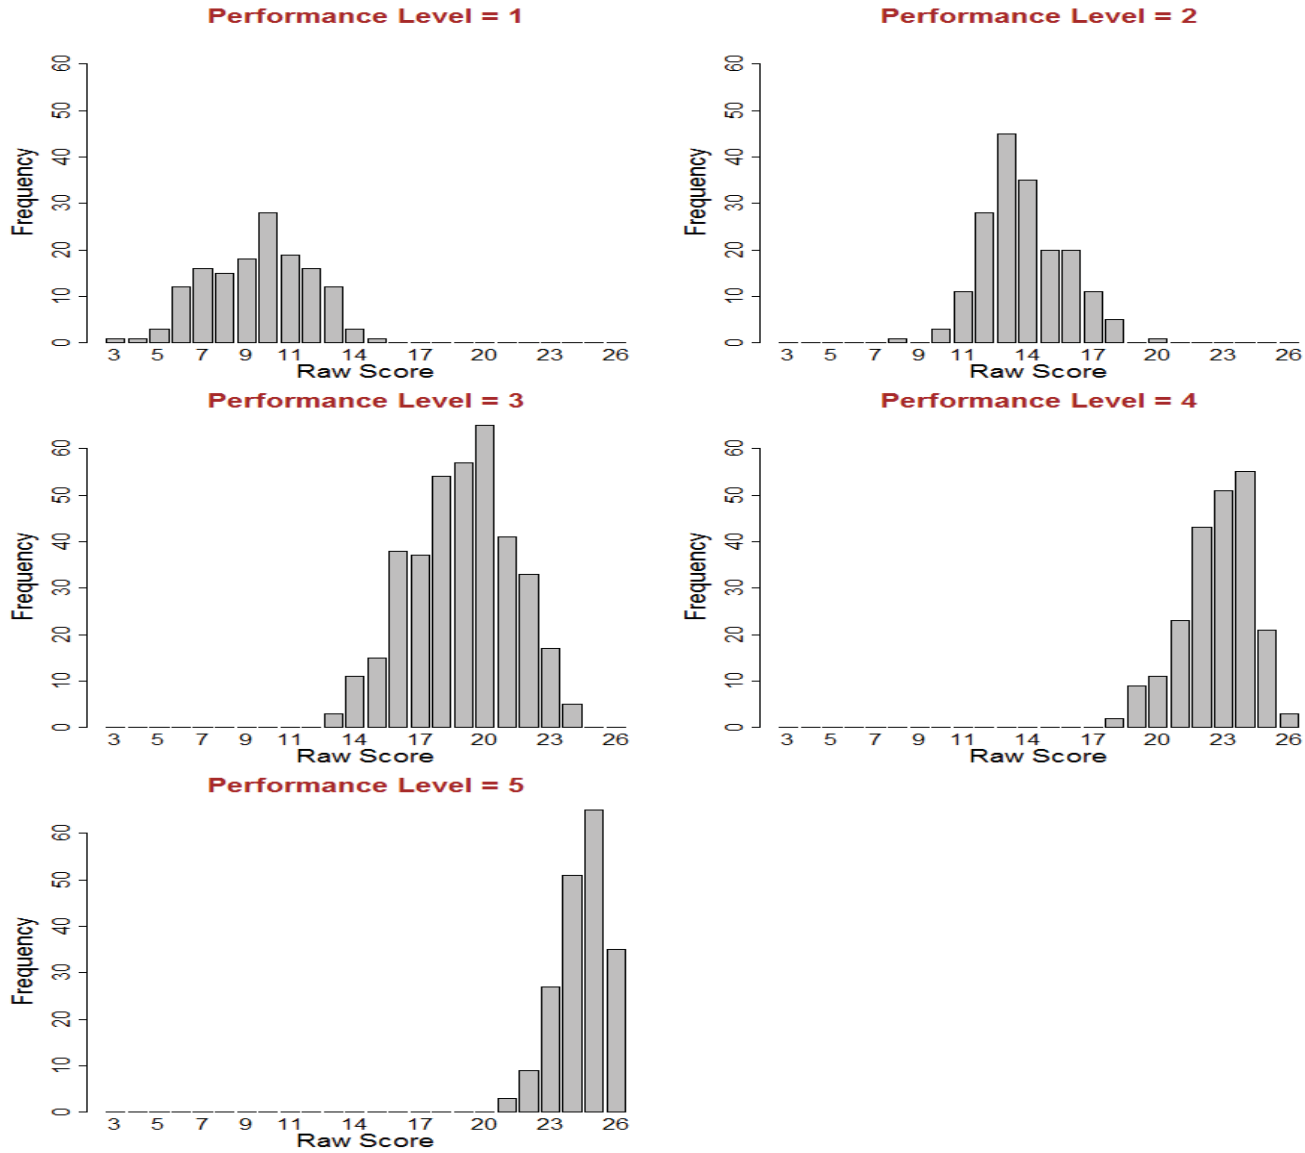 Performance Level = 1
Frequency
0 10 20 30 40 50 60
3 5 7 9 11 14 17 20 23 26
Raw Score
Performance Level = 2
Frequency
0 10 20 30 40 50 60
3 5 7 9 11 14 17 20 23 26
Raw Score
Performance Level = 3
Frequency
0 10 20 30 40 50 60
3 5 7 9 11 14 17 20 23 26
Raw Score
Performance Level = 4
Frequency
0 10 20 30 40 50 60
3 5 7 9 11 14 17 20 23 26
Raw Score
Performance Level = 5
Frequency
0 10 20 30 40 50 60
3 5 7 9 11 14 17 20 23 26
Raw Score